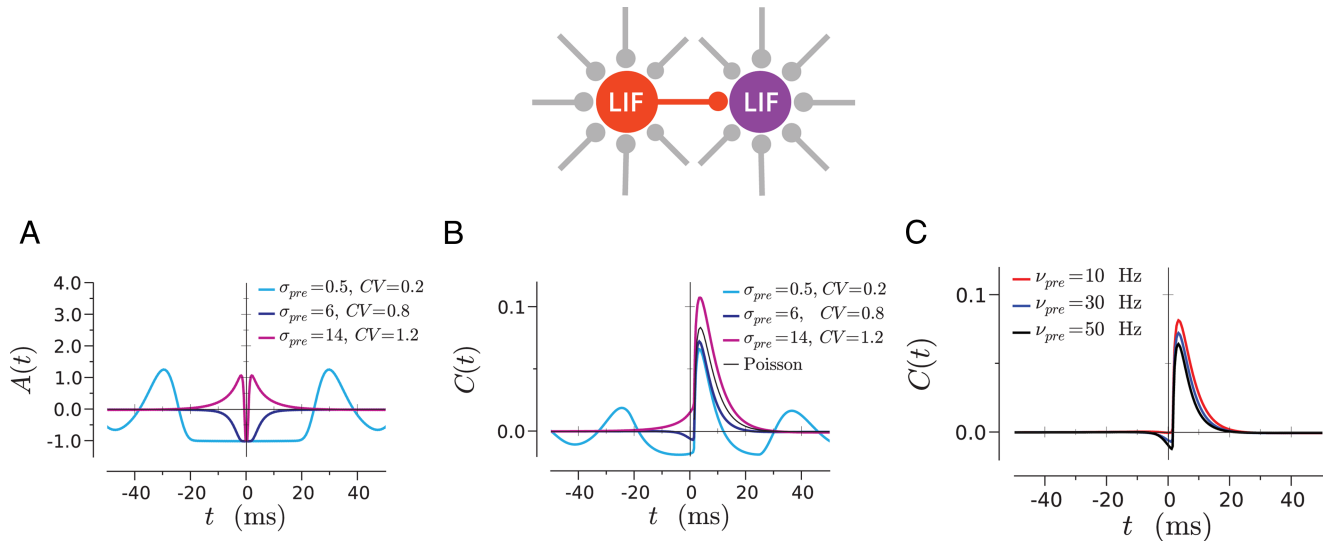 LIF LIF
A
B
C
A(t)
4.0
3.0
2.0
1.0
0.0
-1.0
σpre=0.5, CV=0.2
σpre=6, CV=0.8
σpre=14, CV=1.2
-40 -20 0 20 40
t (ms)
C(t)
0.1
0.0
σpre=0.5, CV=0.2
σpre=6, CV=0.8
σpre=14, CV=1.2
Poisson
-40 -20 0 20 40
t (ms)
C(t)
0.1
0.0
νpre=10 Hz
νpre=30 Hz
νpre=50 Hz
-40 -20 0 20 40
t (ms)